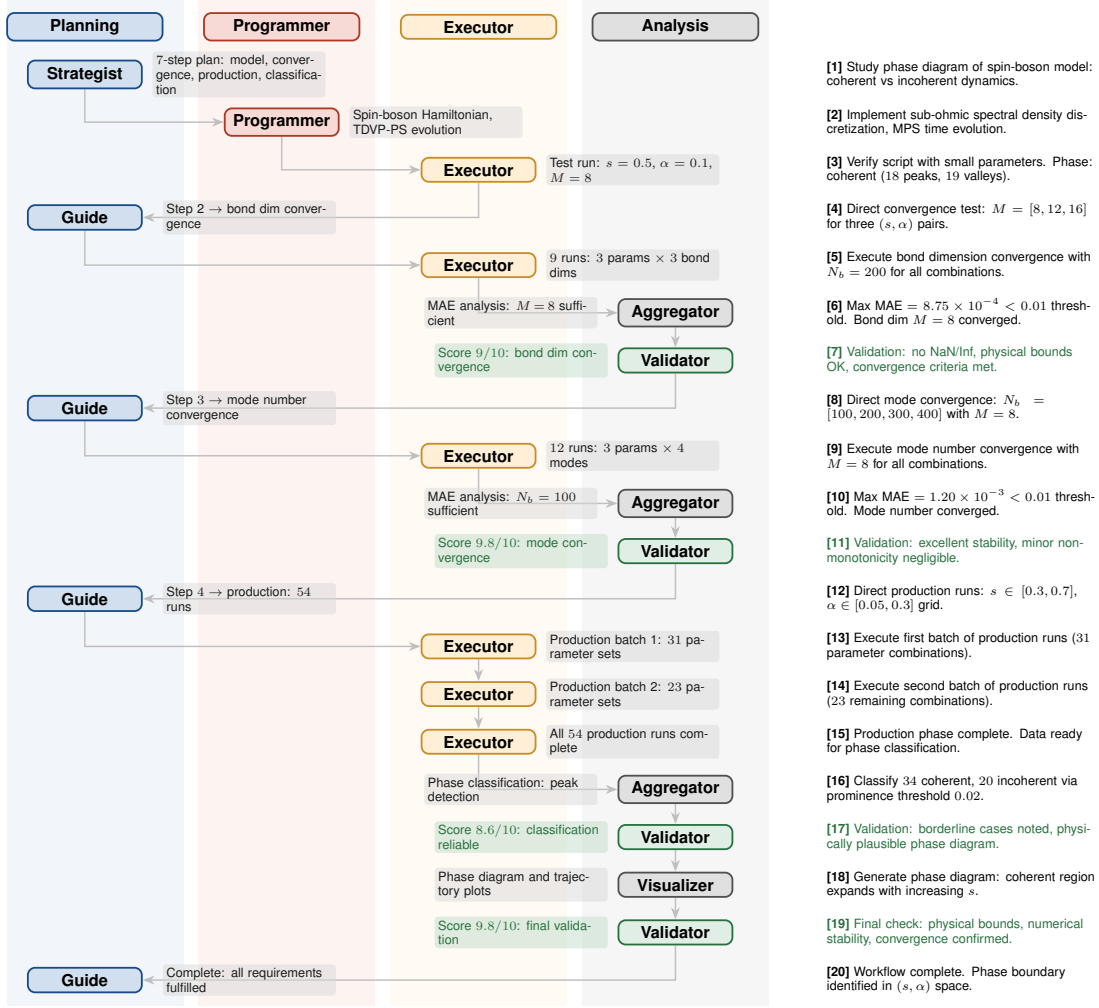 Planning
Programmer
Executor
Analysis
Strategist
7-step plan: model, conver-
gence, production, classifica-
tion
[1] Study phase diagram of spin-boson model:
coherent vs incoherent dynamics.
Programmer
Spin-boson Hamiltonian,
TDVP-PS evolution
[2] Implement sub-ohmic spectral density dis-
cretization, MPS time evolution.
Executor
Test run: s = 0.5, α = 0.1,
M = 8
[3] Verify script with small parameters. Phase:
coherent (18 peaks, 19 valleys).
Guide
Step 2 → bond dim conver-
gence
[4] Direct convergence test: M = [8, 12, 16]
for three (s, α) pairs.
Executor
9 runs: 3 params × 3 bond
dims
[5] Execute bond dimension convergence with
N_b = 200 for all combinations.
MAE analysis: M = 8 suffi-
cient
Aggregator
[6] Max MAE = 8.75 × 10⁻⁴ < 0.01 thresh-
old. Bond dim M = 8 converged.
Score 9/10: bond dim con-
vergence
Validator
[7] Validation: no NaN/Inf, physical bounds
OK, convergence criteria met.
Guide
Step 3 → mode number
convergence
[8] Direct mode convergence: N_b =
[100, 200, 300, 400] with M = 8.
Executor
12 runs: 3 params × 4
modes
[9] Execute mode number convergence with
M = 8 for all combinations.
MAE analysis: N_b = 100
sufficient
Aggregator
[10] Max MAE = 1.20 × 10⁻³ < 0.01 thresh-
old. Mode number converged.
Score 9.8/10: mode con-
vergence
Validator
[11] Validation: excellent stability, minor non-
monotonicity negligible.
Guide
Step 4 → production: 54
runs
[12] Direct production runs: s ∈ [0.3, 0.7],
α ∈ [0.05, 0.3] grid.
Executor
Production batch 1: 31 pa-
rameter sets
[13] Execute first batch of production runs (31
parameter combinations).
Executor
Production batch 2: 23 pa-
rameter sets
[14] Execute second batch of production runs
(23 remaining combinations).
Executor
All 54 production runs com-
plete
[15] Production phase complete. Data ready
for phase classification.
Phase classification: peak
detection
Aggregator
[16] Classify 34 coherent, 20 incoherent via
prominence threshold 0.02.
Score 8.6/10: classification
reliable
Validator
[17] Validation: borderline cases noted, physi-
cally plausible phase diagram.
Phase diagram and trajec-
tory plots
Visualizer
[18] Generate phase diagram: coherent region
expands with increasing s.
Score 9.8/10: final valida-
tion
Validator
[19] Final check: physical bounds, numerical
stability, convergence confirmed.
Guide
Complete: all requirements
fulfilled
[20] Workflow complete. Phase boundary
identified in (s, α) space.